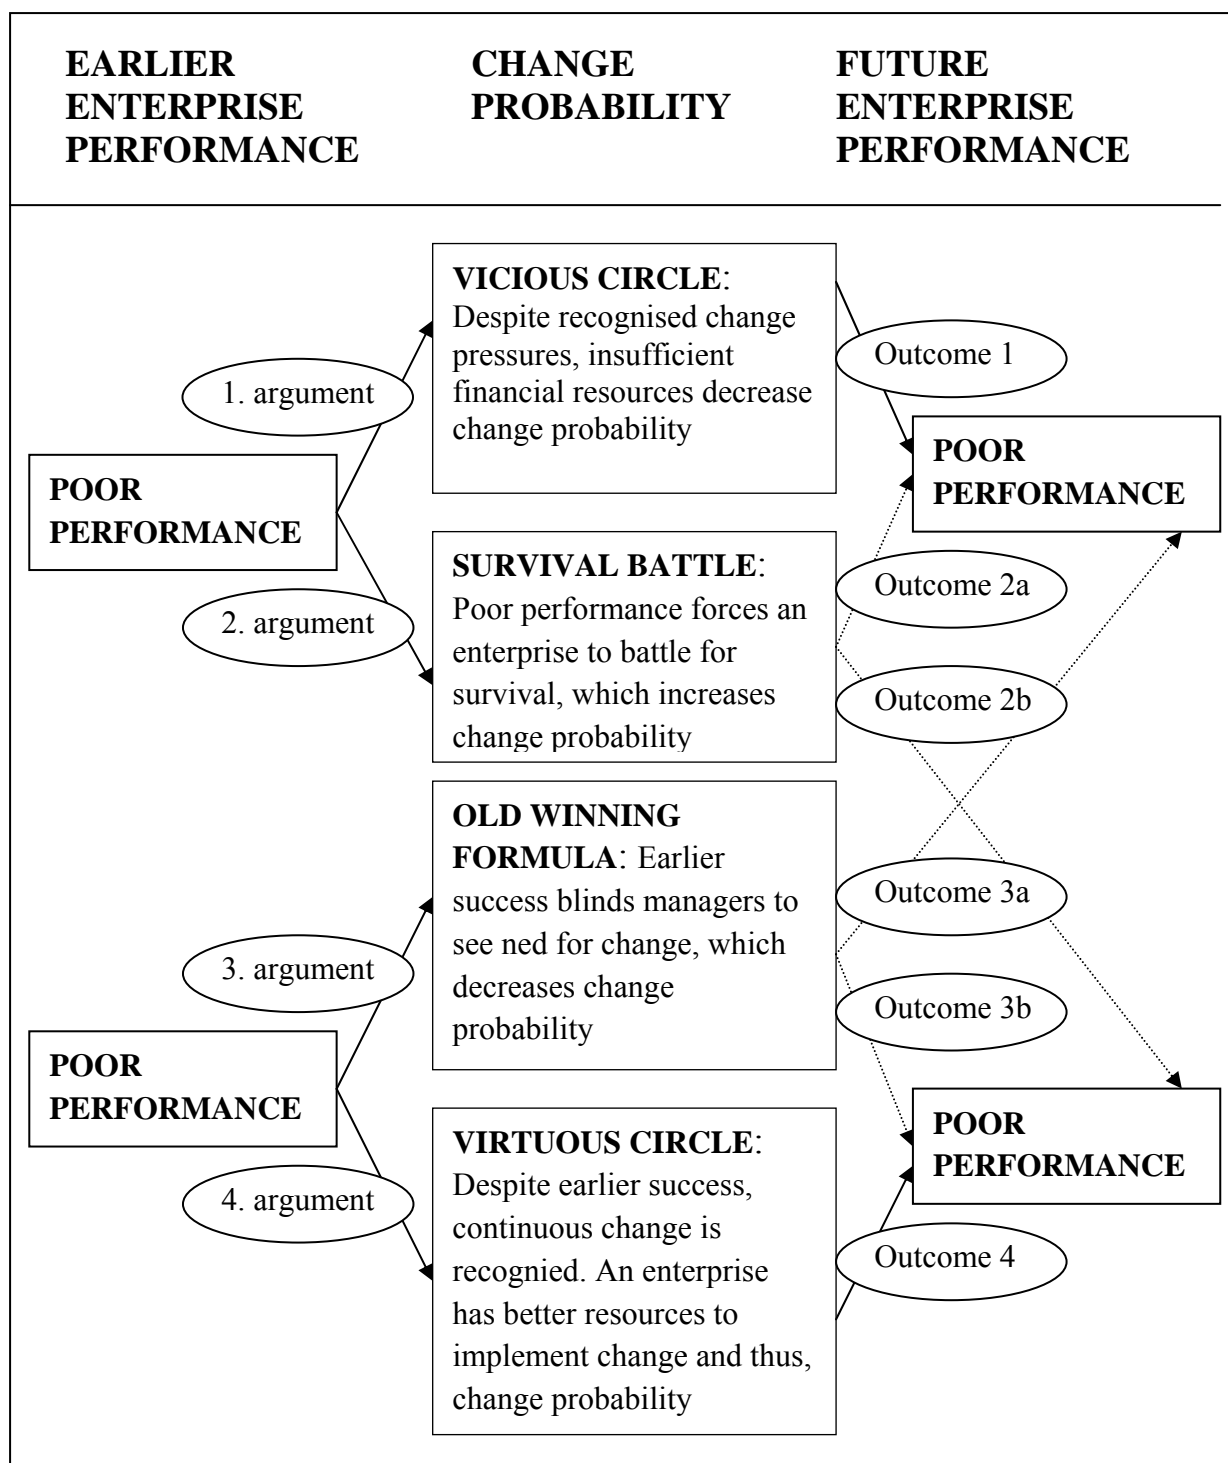 EARLIER
ENTERPRISE
PERFORMANCE
CHANGE
PROBABILITY
FUTURE
ENTERPRISE
PERFORMANCE
VICIOUS CIRCLE:
Despite recognised change
pressures, insufficient
financial resources decrease
change probability
Outcome 1
1. argument
POOR
PERFORMANCE
POOR
PERFORMANCE
SURVIVAL BATTLE:
Poor performance forces an
enterprise to battle for
survival, which increases
change probability
Outcome 2a
2. argument
Outcome 2b
OLD WINNING
FORMULA: Earlier
success blinds managers to
see ned for change, which
decreases change
probability
Outcome 3a
3. argument
Outcome 3b
POOR
PERFORMANCE
POOR
PERFORMANCE
VIRTUOUS CIRCLE:
Despite earlier success,
continuous change is
recognied. An enterprise
has better resources to
implement change and thus,
change probability
4. argument
Outcome 4